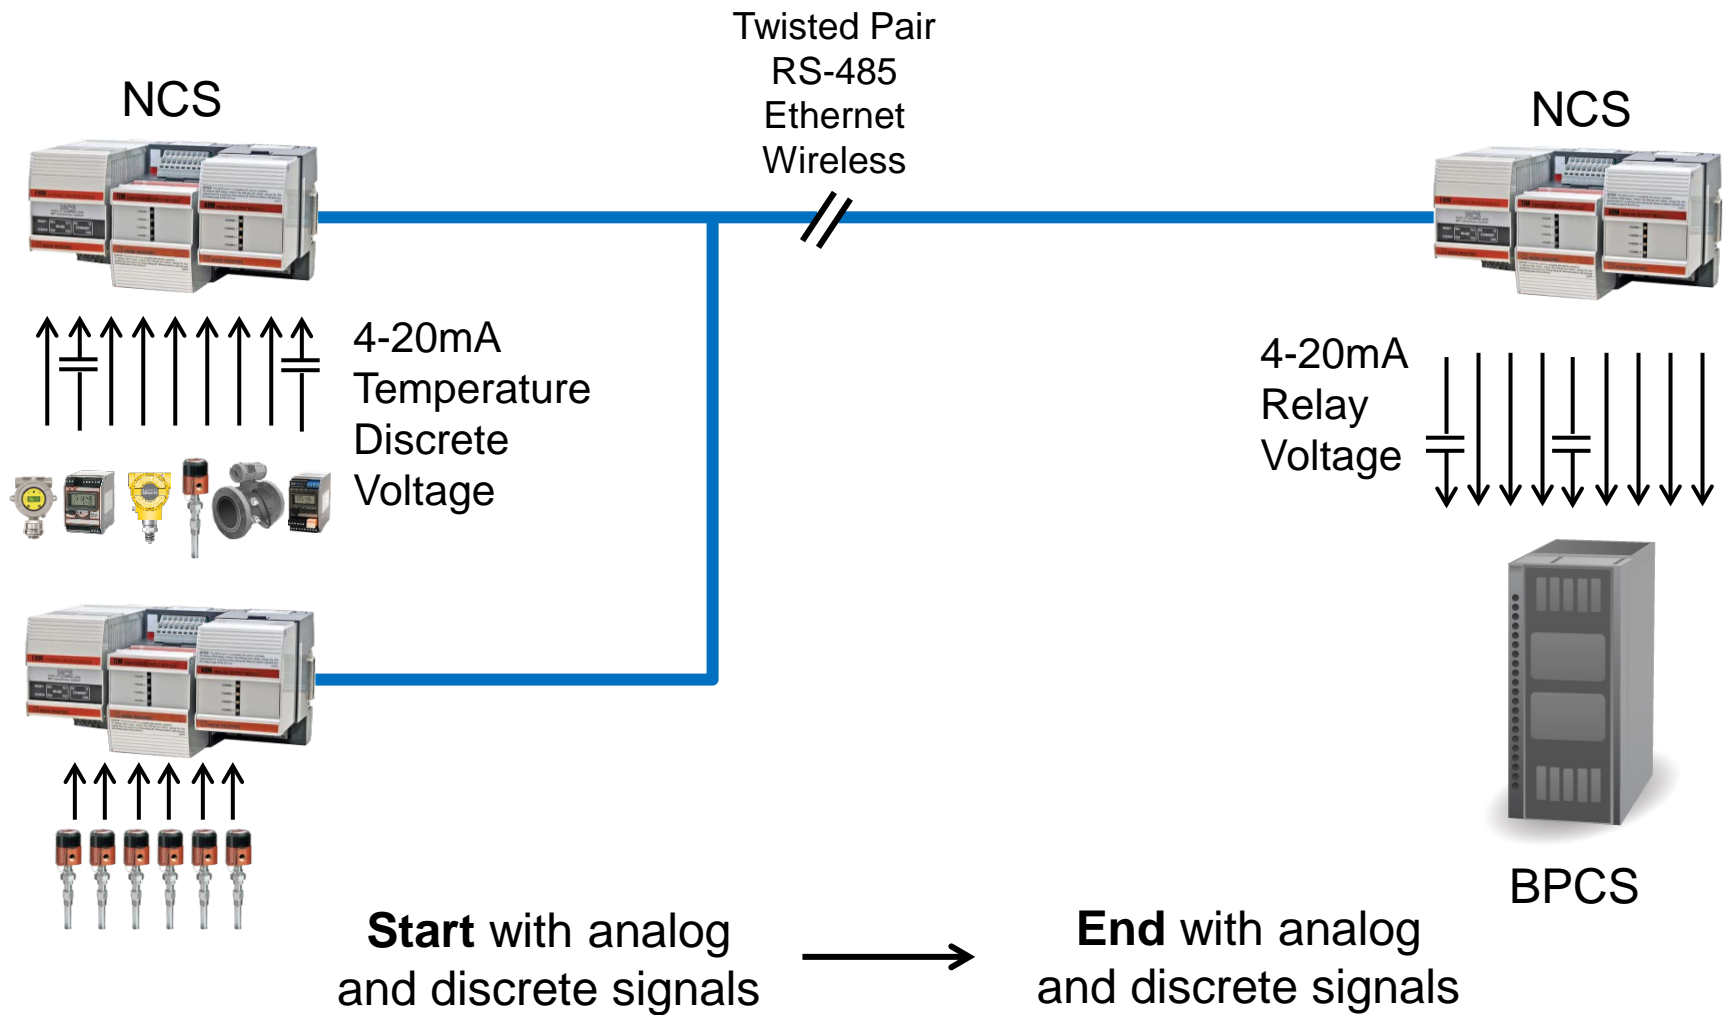 Twisted Pair
RS-485
Ethernet
Wireless
NCS
NCS
4-20mA
Temperature
Discrete
Voltage
4-20mA
Relay
Voltage
BPCS
Start with analog
and discrete signals
End with analog
and discrete signals